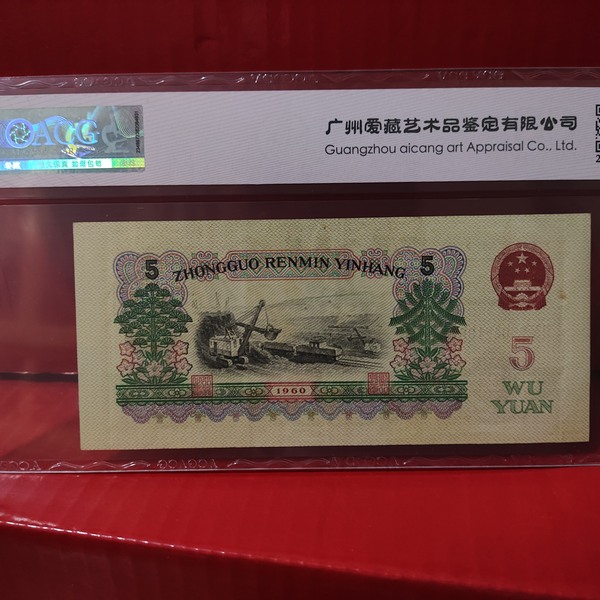 ACG
广州爱藏艺术品鉴定有限公司
Guangzhou aicang art Appraisal Co., Ltd.
5 ZHONGGUO RENMIN YINHANG 5
5
WU
YUAN
1960